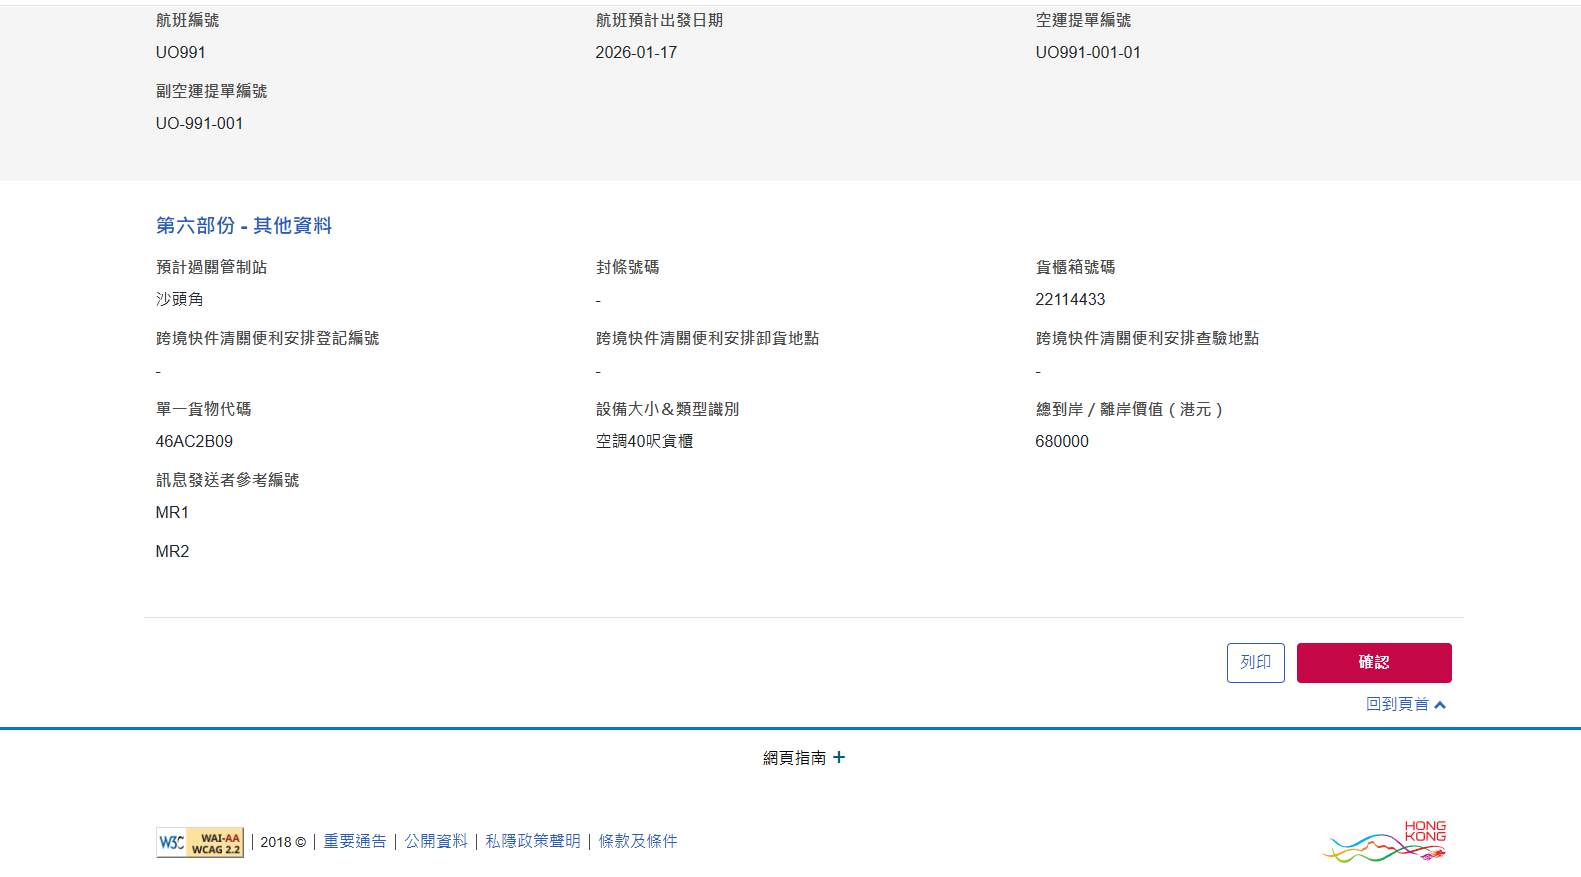 航班編號
航班預計出發日期
空運提單編號
UO991
2026-01-17
UO991-001-01
副空運提單編號
UO-991-001
第六部份 - 其他資料
預計過關管制站
封條號碼
貨櫃箱號碼
沙頭角
-
22114433
跨境快件清關便利安排登記編號
跨境快件清關便利安排卸貨地點
跨境快件清關便利安排查驗地點
-
-
-
單一貨物代碼
設備大小＆類型識別
總到岸 / 離岸價值 ( 港元 )
46AC2B09
空調40呎貨櫃
680000
訊息發送者參考編號
MR1
MR2
列印
確認
回到頁首
網頁指南 +
W3C WAI-AA WCAG 2.2 | 2018 © | 重要通告 | 公開資料 | 私隱政策聲明 | 條款及條件
HONG KONG